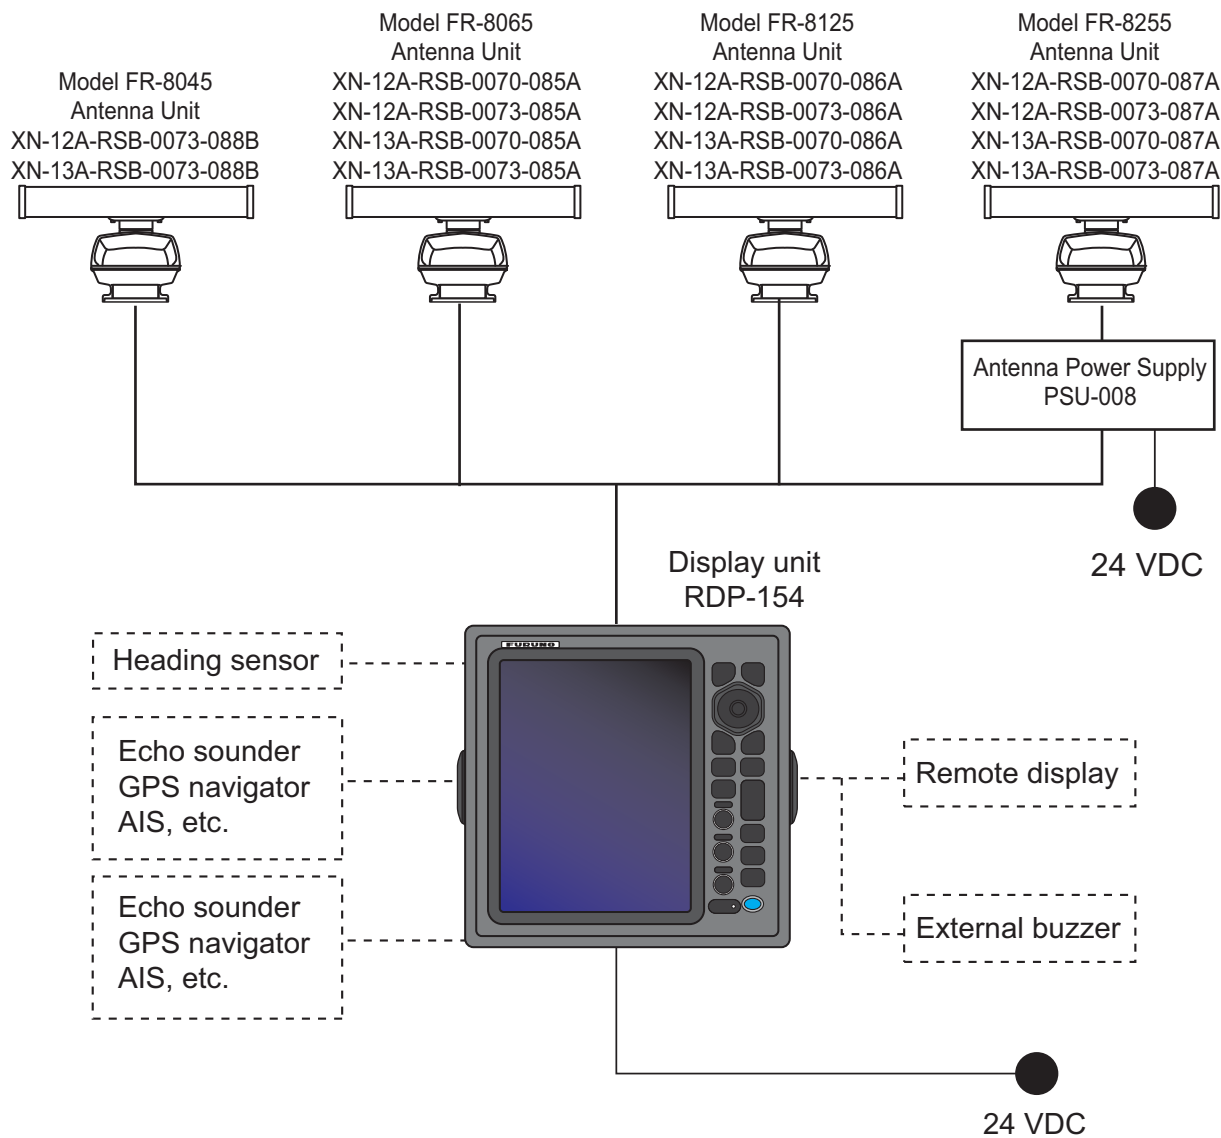 Model FR-8045
Antenna Unit
XN-12A-RSB-0073-088B
XN-13A-RSB-0073-088B
Model FR-8065
Antenna Unit
XN-12A-RSB-0070-085A
XN-12A-RSB-0073-085A
XN-13A-RSB-0070-085A
XN-13A-RSB-0073-085A
Model FR-8125
Antenna Unit
XN-12A-RSB-0070-086A
XN-12A-RSB-0073-086A
XN-13A-RSB-0070-086A
XN-13A-RSB-0073-086A
Model FR-8255
Antenna Unit
XN-12A-RSB-0070-087A
XN-12A-RSB-0073-087A
XN-13A-RSB-0070-087A
XN-13A-RSB-0073-087A
Antenna Power Supply
PSU-008
24 VDC
Display unit
RDP-154
FURUNO
Heading sensor
Echo sounder
GPS navigator
AIS, etc.
Echo sounder
GPS navigator
AIS, etc.
Remote display
External buzzer
24 VDC